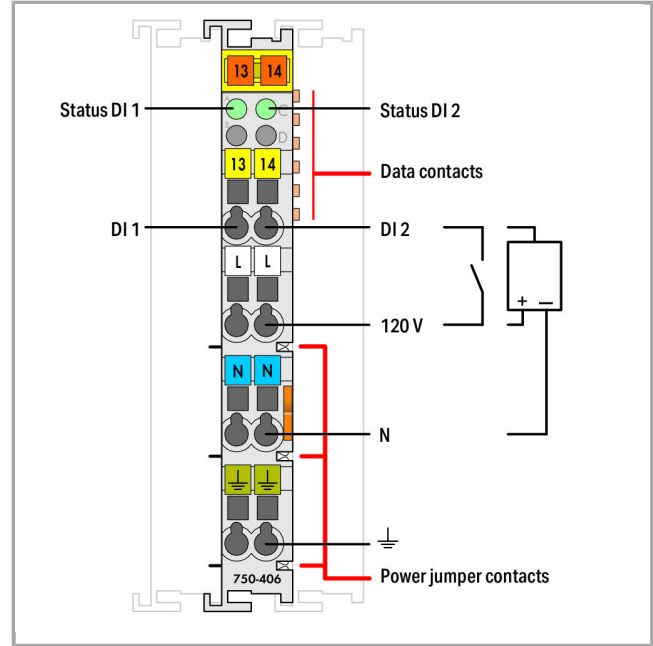 13 14
A C
Status DI 1
Status DI 2
B D
13 14
Data contacts
DI 1
DI 2
L L
+ –
120 V
N N
N
750-406
Power jumper contacts